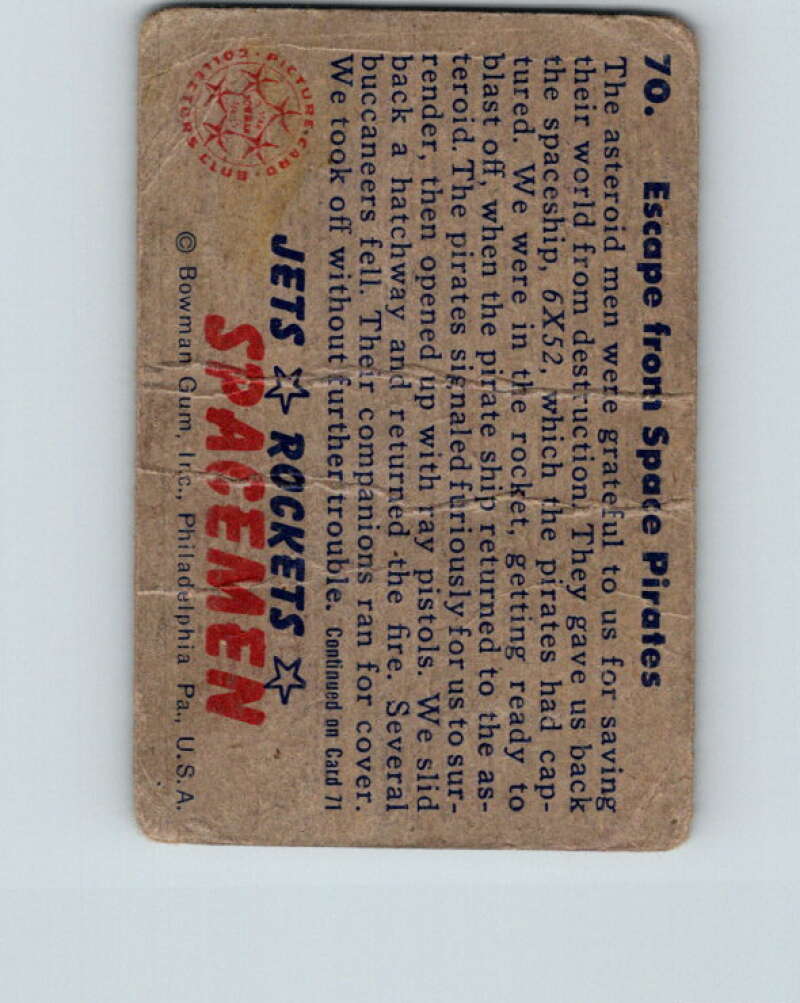 70. Escape from Space Pirates
The asteroid men were grateful to us for saving
their world from destruction. They gave us back
the spaceship, 6X52, which the pirates had cap-
tured. We were in the rocket, getting ready to
blast off, when the pirate ship returned to the as-
teroid. The pirates signaled furiously for us to sur-
render, then opened up with ray pistols. We slid
back a hatchway and returned the fire. Several
buccaneers fell. Their companions ran for cover.
We took off without further trouble. Continued on Card 71
JETS ☆ ROCKETS ☆
SPACEMEN
PICTURE • CARD • COLLECTORS CLUB
© Bowman Gum, Inc., Philadelphia Pa., U.S.A.